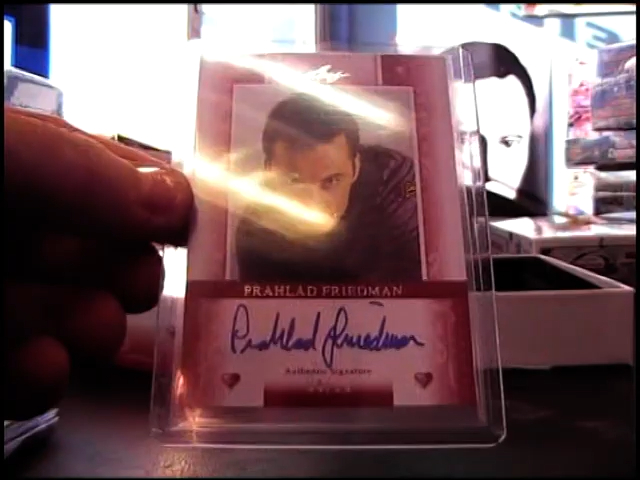 Leaf
PRAHLAD FRIEDMAN
Prahlad Friedman
Authentic Signature